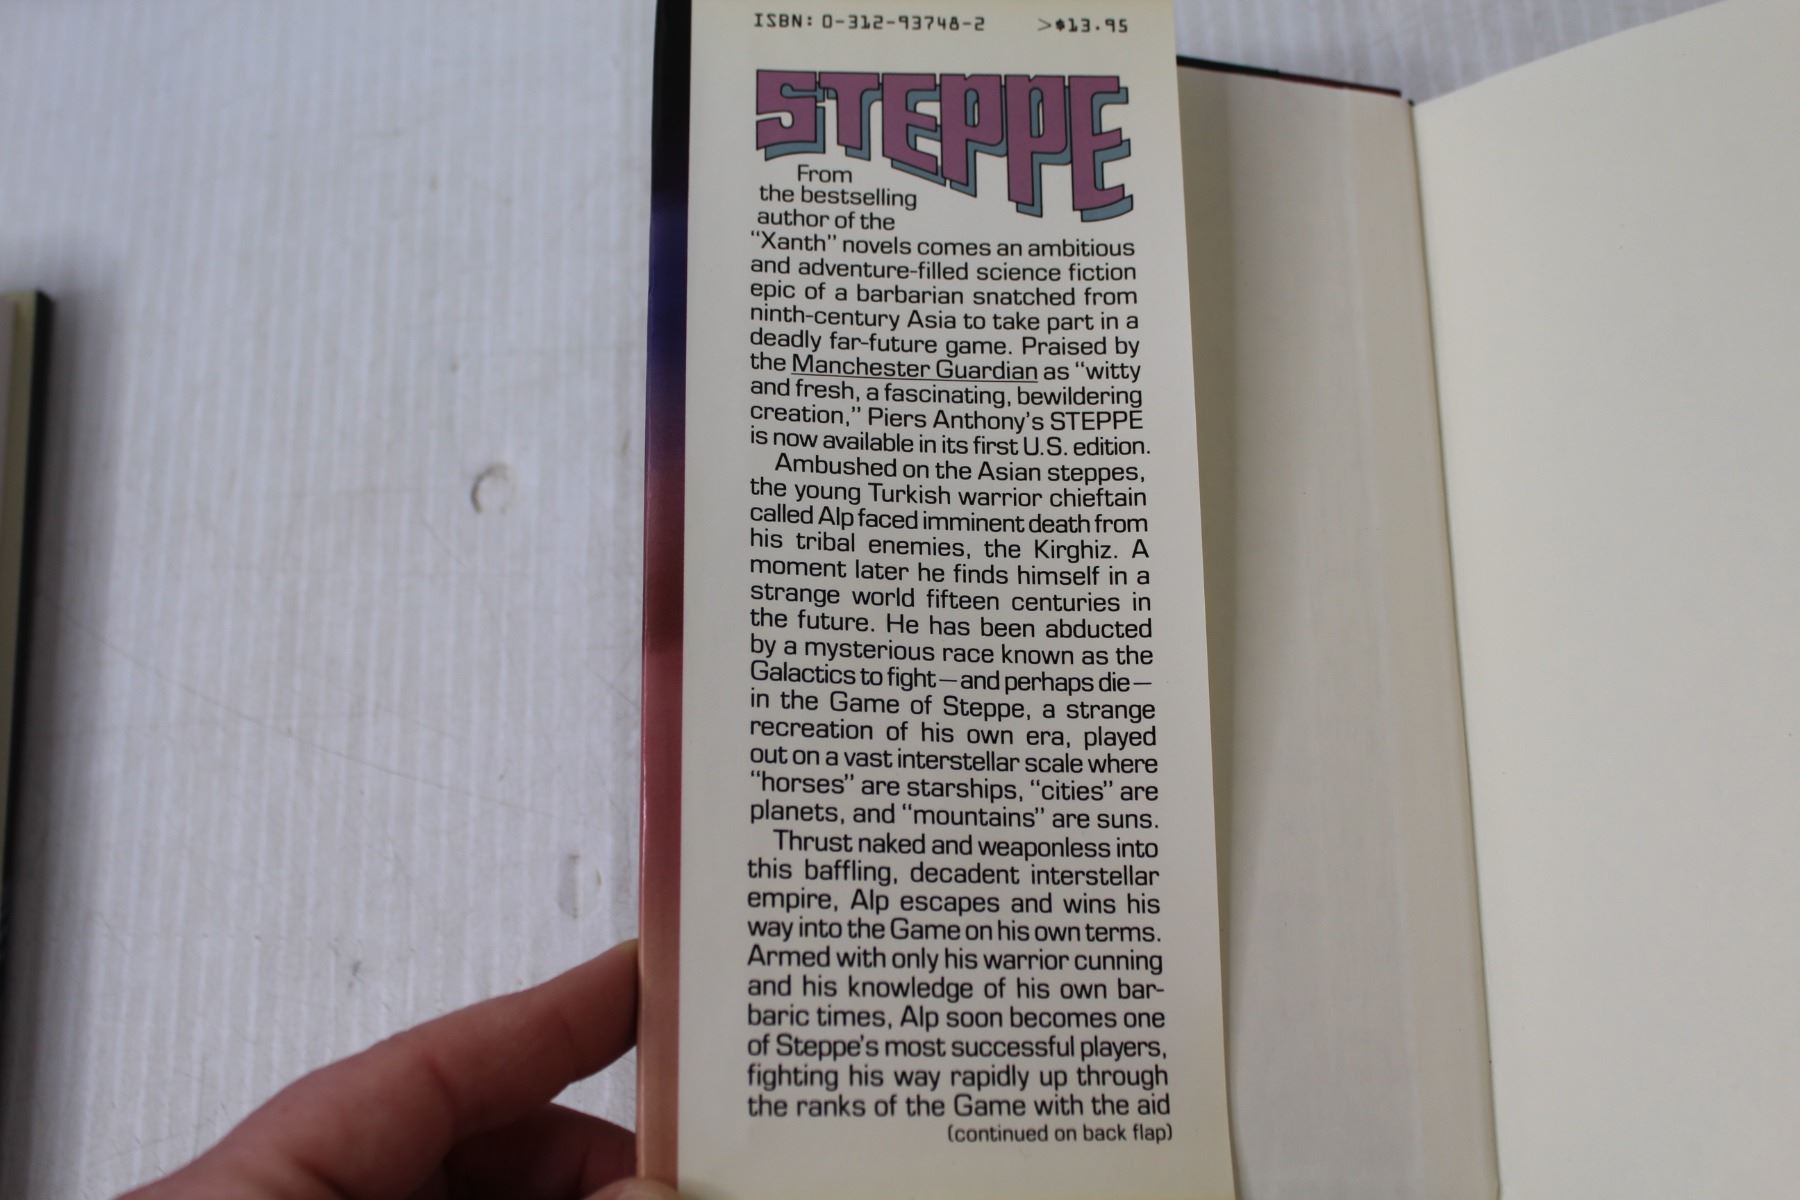 ISBN: 0-312-93748-2 >$13.95
STEPPE
From
the bestselling
author of the
"Xanth" novels comes an ambitious
and adventure-filled science fiction
epic of a barbarian snatched from
ninth-century Asia to take part in a
deadly far-future game. Praised by
the Manchester Guardian as "witty
and fresh, a fascinating, bewildering
creation," Piers Anthony's STEPPE
is now available in its first U.S. edition.
Ambushed on the Asian steppes,
the young Turkish warrior chieftain
called Alp faced imminent death from
his tribal enemies, the Kirghiz. A
moment later he finds himself in a
strange world fifteen centuries in
the future. He has been abducted
by a mysterious race known as the
Galactics to fight—and perhaps die—
in the Game of Steppe, a strange
recreation of his own era, played
out on a vast interstellar scale where
"horses" are starships, "cities" are
planets, and "mountains" are suns.
Thrust naked and weaponless into
this baffling, decadent interstellar
empire, Alp escapes and wins his
way into the Game on his own terms.
Armed with only his warrior cunning
and his knowledge of his own bar-
baric times, Alp soon becomes one
of Steppe's most successful players,
fighting his way rapidly up through
the ranks of the Game with the aid
(continued on back flap)